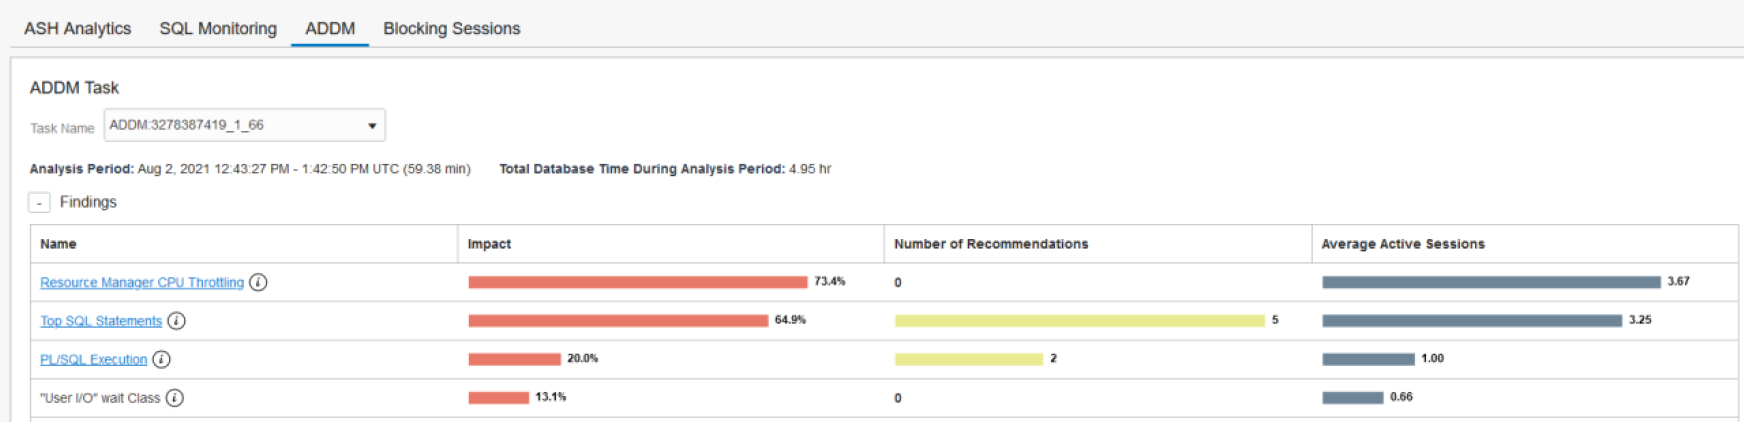 ASH Analytics SQL Monitoring ADDM Blocking Sessions
ADDM Task
Task Name ADDM:3278387419_1_66
Analysis Period: Aug 2, 2021 12:43:27 PM - 1:42:50 PM UTC (59.38 min) Total Database Time During Analysis Period: 4.95 hr
- Findings
Name Impact Number of Recommendations Average Active Sessions
Resource Manager CPU Throttling i 73.4% 0 3.67
Top SQL Statements i 64.9% 5 3.25
PL/SQL Execution i 20.0% 2 1.00
"User I/O" wait Class i 13.1% 0 0.66